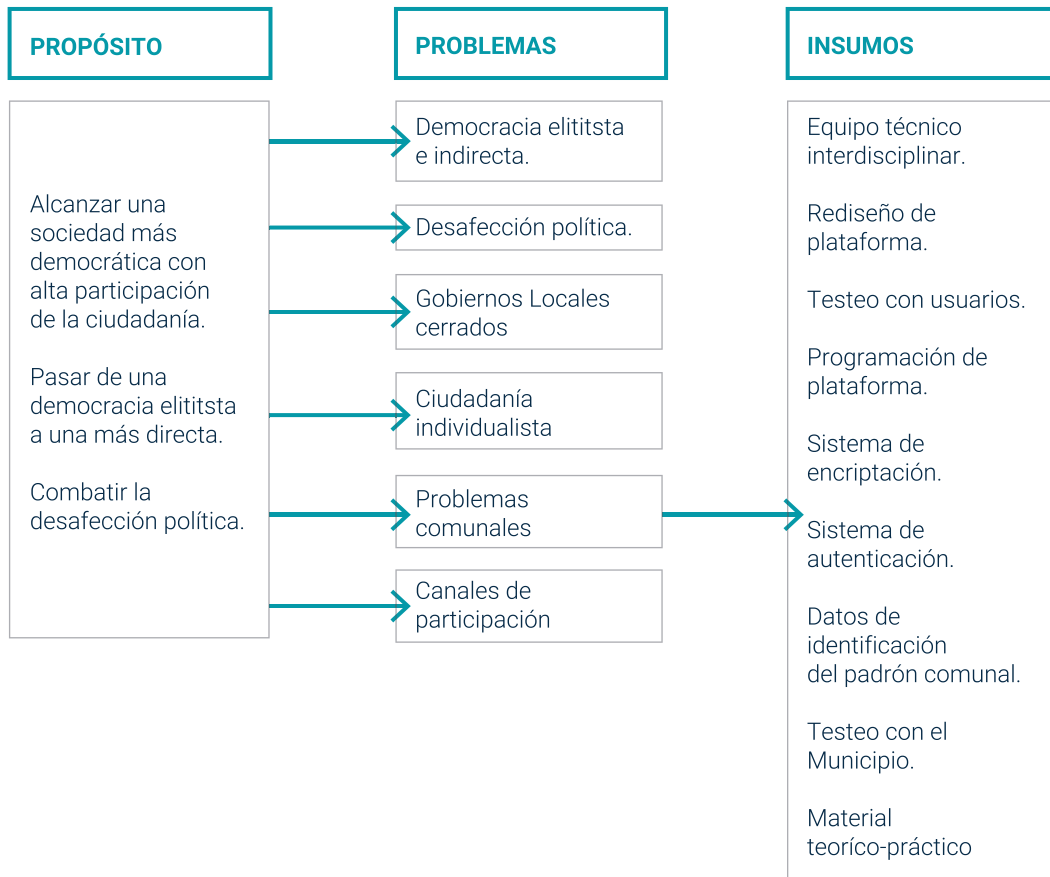 PROPÓSITO
Alcanzar una
sociedad más
democrática con
alta participación
de la ciudadanía.
Pasar de una
democracia elititsta
a una más directa.
Combatir la
desafección política.
PROBLEMAS
Democracia elititsta
e indirecta.
Desafección política.
Gobiernos Locales
cerrados
Ciudadanía
individualista
Problemas
comunales
Canales de
participación
INSUMOS
Equipo técnico
interdisciplinar.
Rediseño de
plataforma.
Testeo con usuarios.
Programación de
plataforma.
Sistema de
encriptación.
Sistema de
autenticación.
Datos de
identificación
del padrón comunal.
Testeo con el
Municipio.
Material
teoríco-práctico